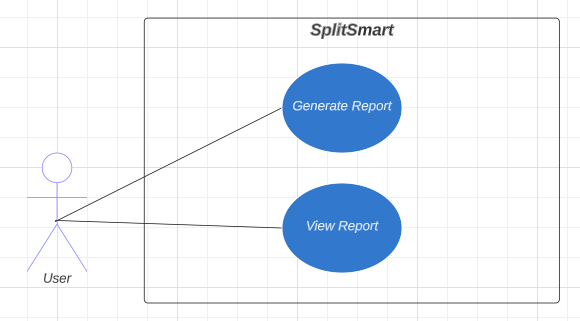 SplitSmart
Generate Report
View Report
User